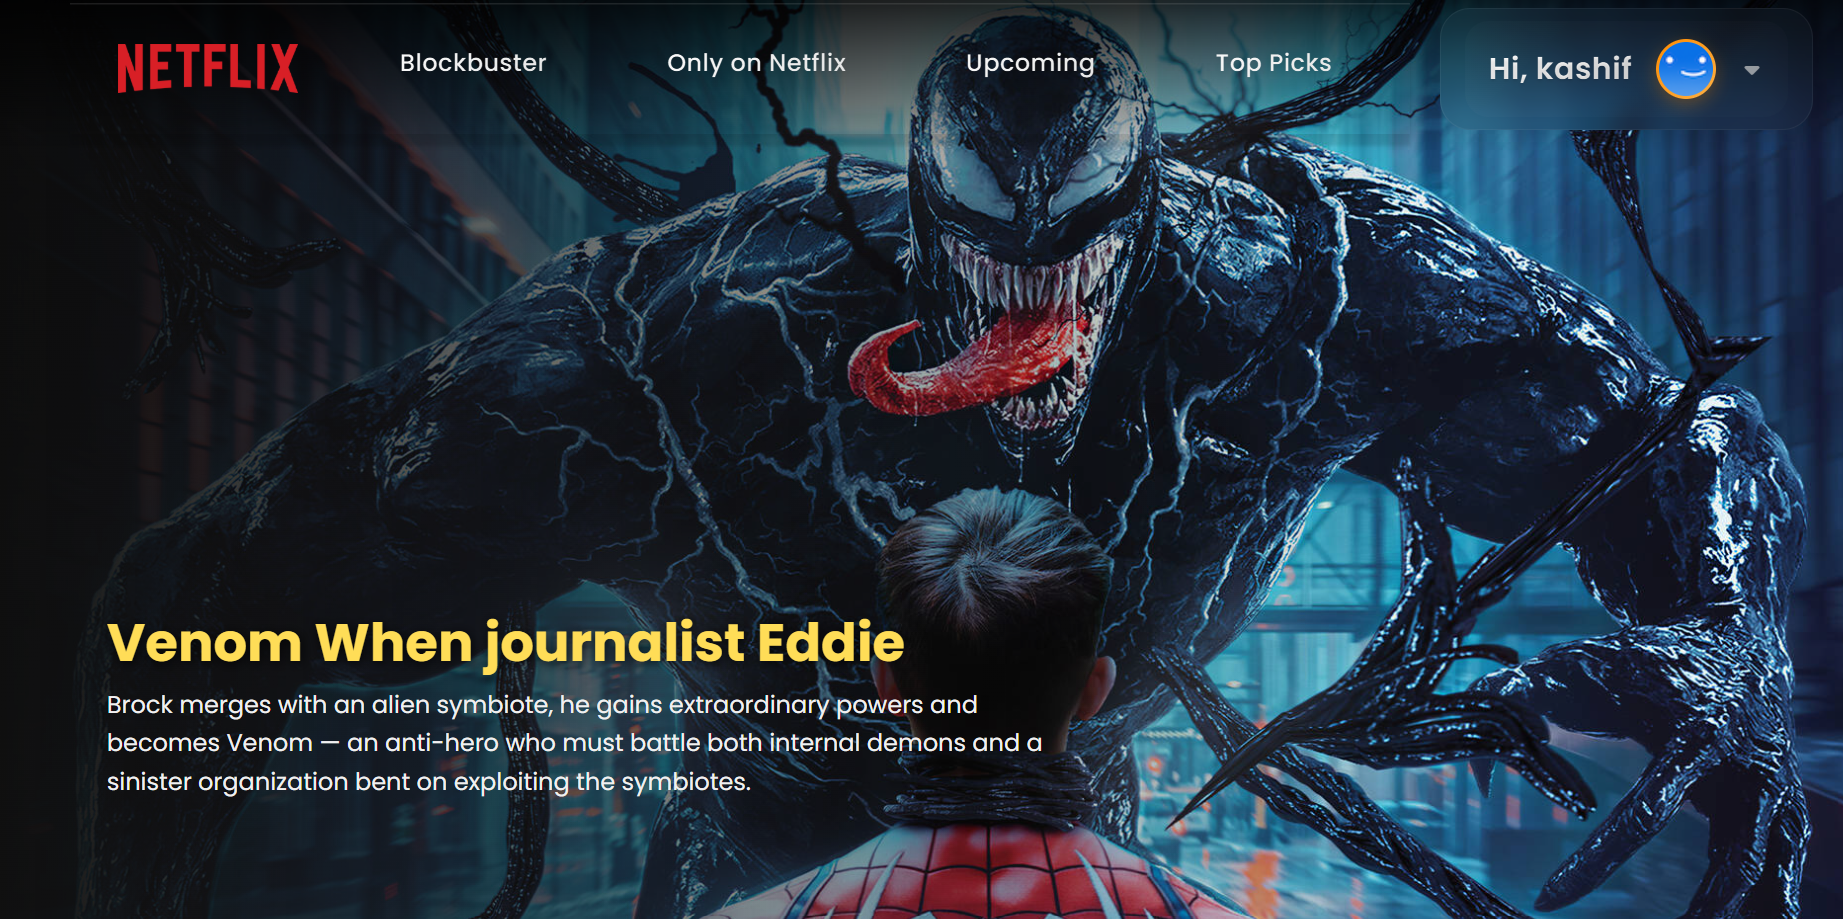 NETFLIX
Blockbuster
Only on Netflix
Upcoming
Top Picks
Hi, kashif
Venom When journalist Eddie
Brock merges with an alien symbiote, he gains extraordinary powers and
becomes Venom — an anti-hero who must battle both internal demons and a
sinister organization bent on exploiting the symbiotes.